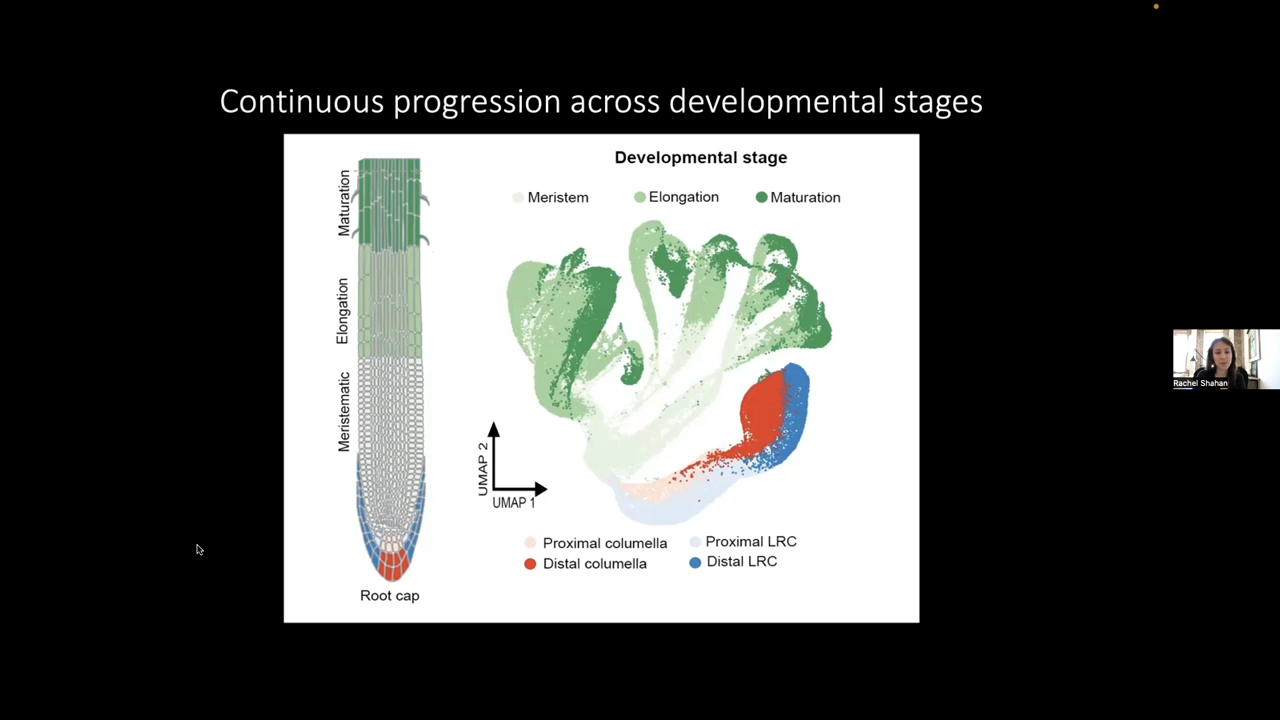 Continuous progression across developmental stages
Developmental stage
Meristem
Elongation
Maturation
Maturation
Elongation
Meristematic
Root cap
UMAP 2
UMAP 1
Proximal columella
Proximal LRC
Distal columella
Distal LRC
Rachel Shahan